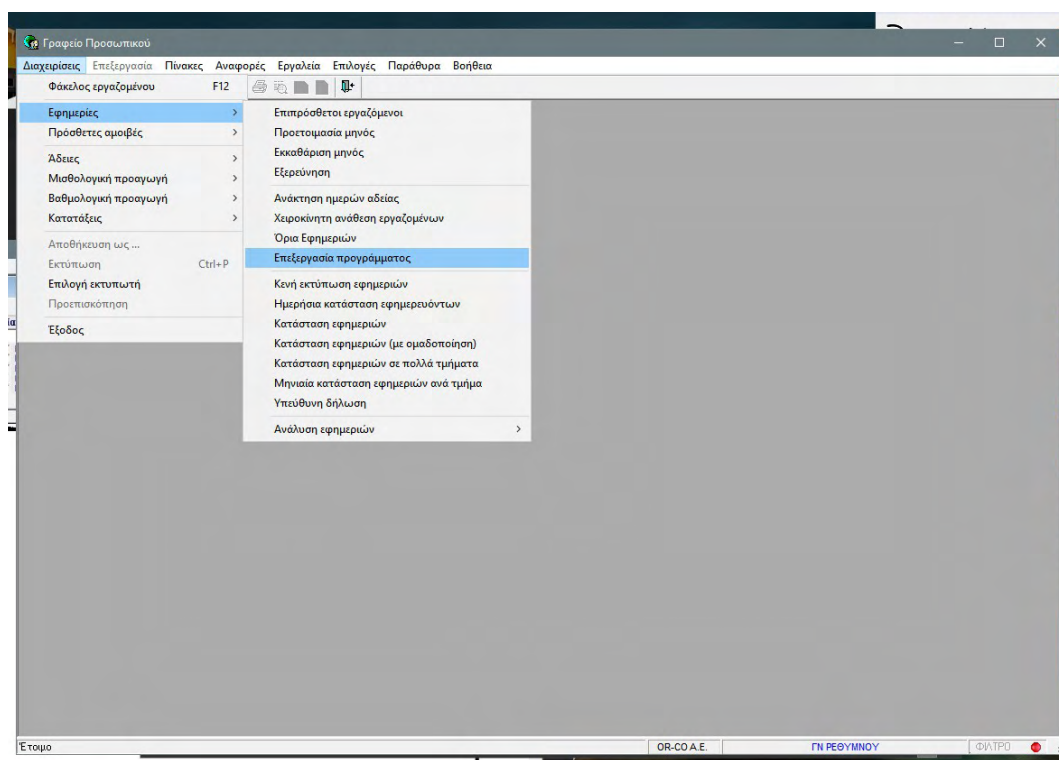 Γραφείο Προσωπικού
Διαχειρίσεις Επεξεργασία Πίνακες Αναφορές Εργαλεία Επιλογές Παράθυρα Βοήθεια
Φάκελος εργαζομένου F12
Εφημερίες >
Πρόσθετες αμοιβές >
Άδειες >
Μισθολογική προαγωγή >
Βαθμολογική προαγωγή >
Κατατάξεις >
Αποθήκευση ως ...
Εκτύπωση Ctrl+P
Επιλογή εκτυπωτή
Προεπισκόπηση
Έξοδος
Επιπρόσθετοι εργαζόμενοι
Προετοιμασία μηνός
Εκκαθάριση μηνός
Εξερεύνηση
Ανάκτηση ημερών αδείας
Χειροκίνητη ανάθεση εργαζομένων
Όρια Εφημεριών
Επεξεργασία προγράμματος
Κενή εκτύπωση εφημεριών
Ημερήσια κατάσταση εφημερευόντων
Κατάσταση εφημεριών
Κατάσταση εφημεριών (με ομαδοποίηση)
Κατάσταση εφημεριών σε πολλά τμήματα
Μηνιαία κατάσταση εφημεριών ανά τμήμα
Υπεύθυνη δήλωση
Ανάλυση εφημεριών >
Έτοιμο OR-CO Α.Ε. ΓΝ ΡΕΘΥΜΝΟΥ ΦΙΛΤΡΟ